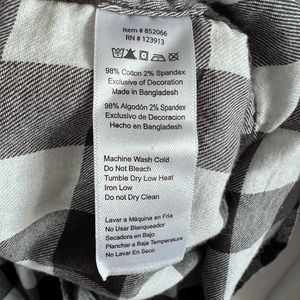 Item # 852066
RN # 123913
98% Cotton 2% Spandex
Exclusive of Decoration
Made in Bangladesh
98% Algodón 2% Spandex
Exclusivo de Decoracion
Hecho en Bangladesh
Machine Wash Cold
Do Not Bleach
Tumble Dry Low Heat
Iron Low
Do not Dry Clean
Lavar a Máquina en Fría
No Usar Blanqueador
Secadora en Bajo
Planchar a Baja Temperatura
No Lavar En Seco